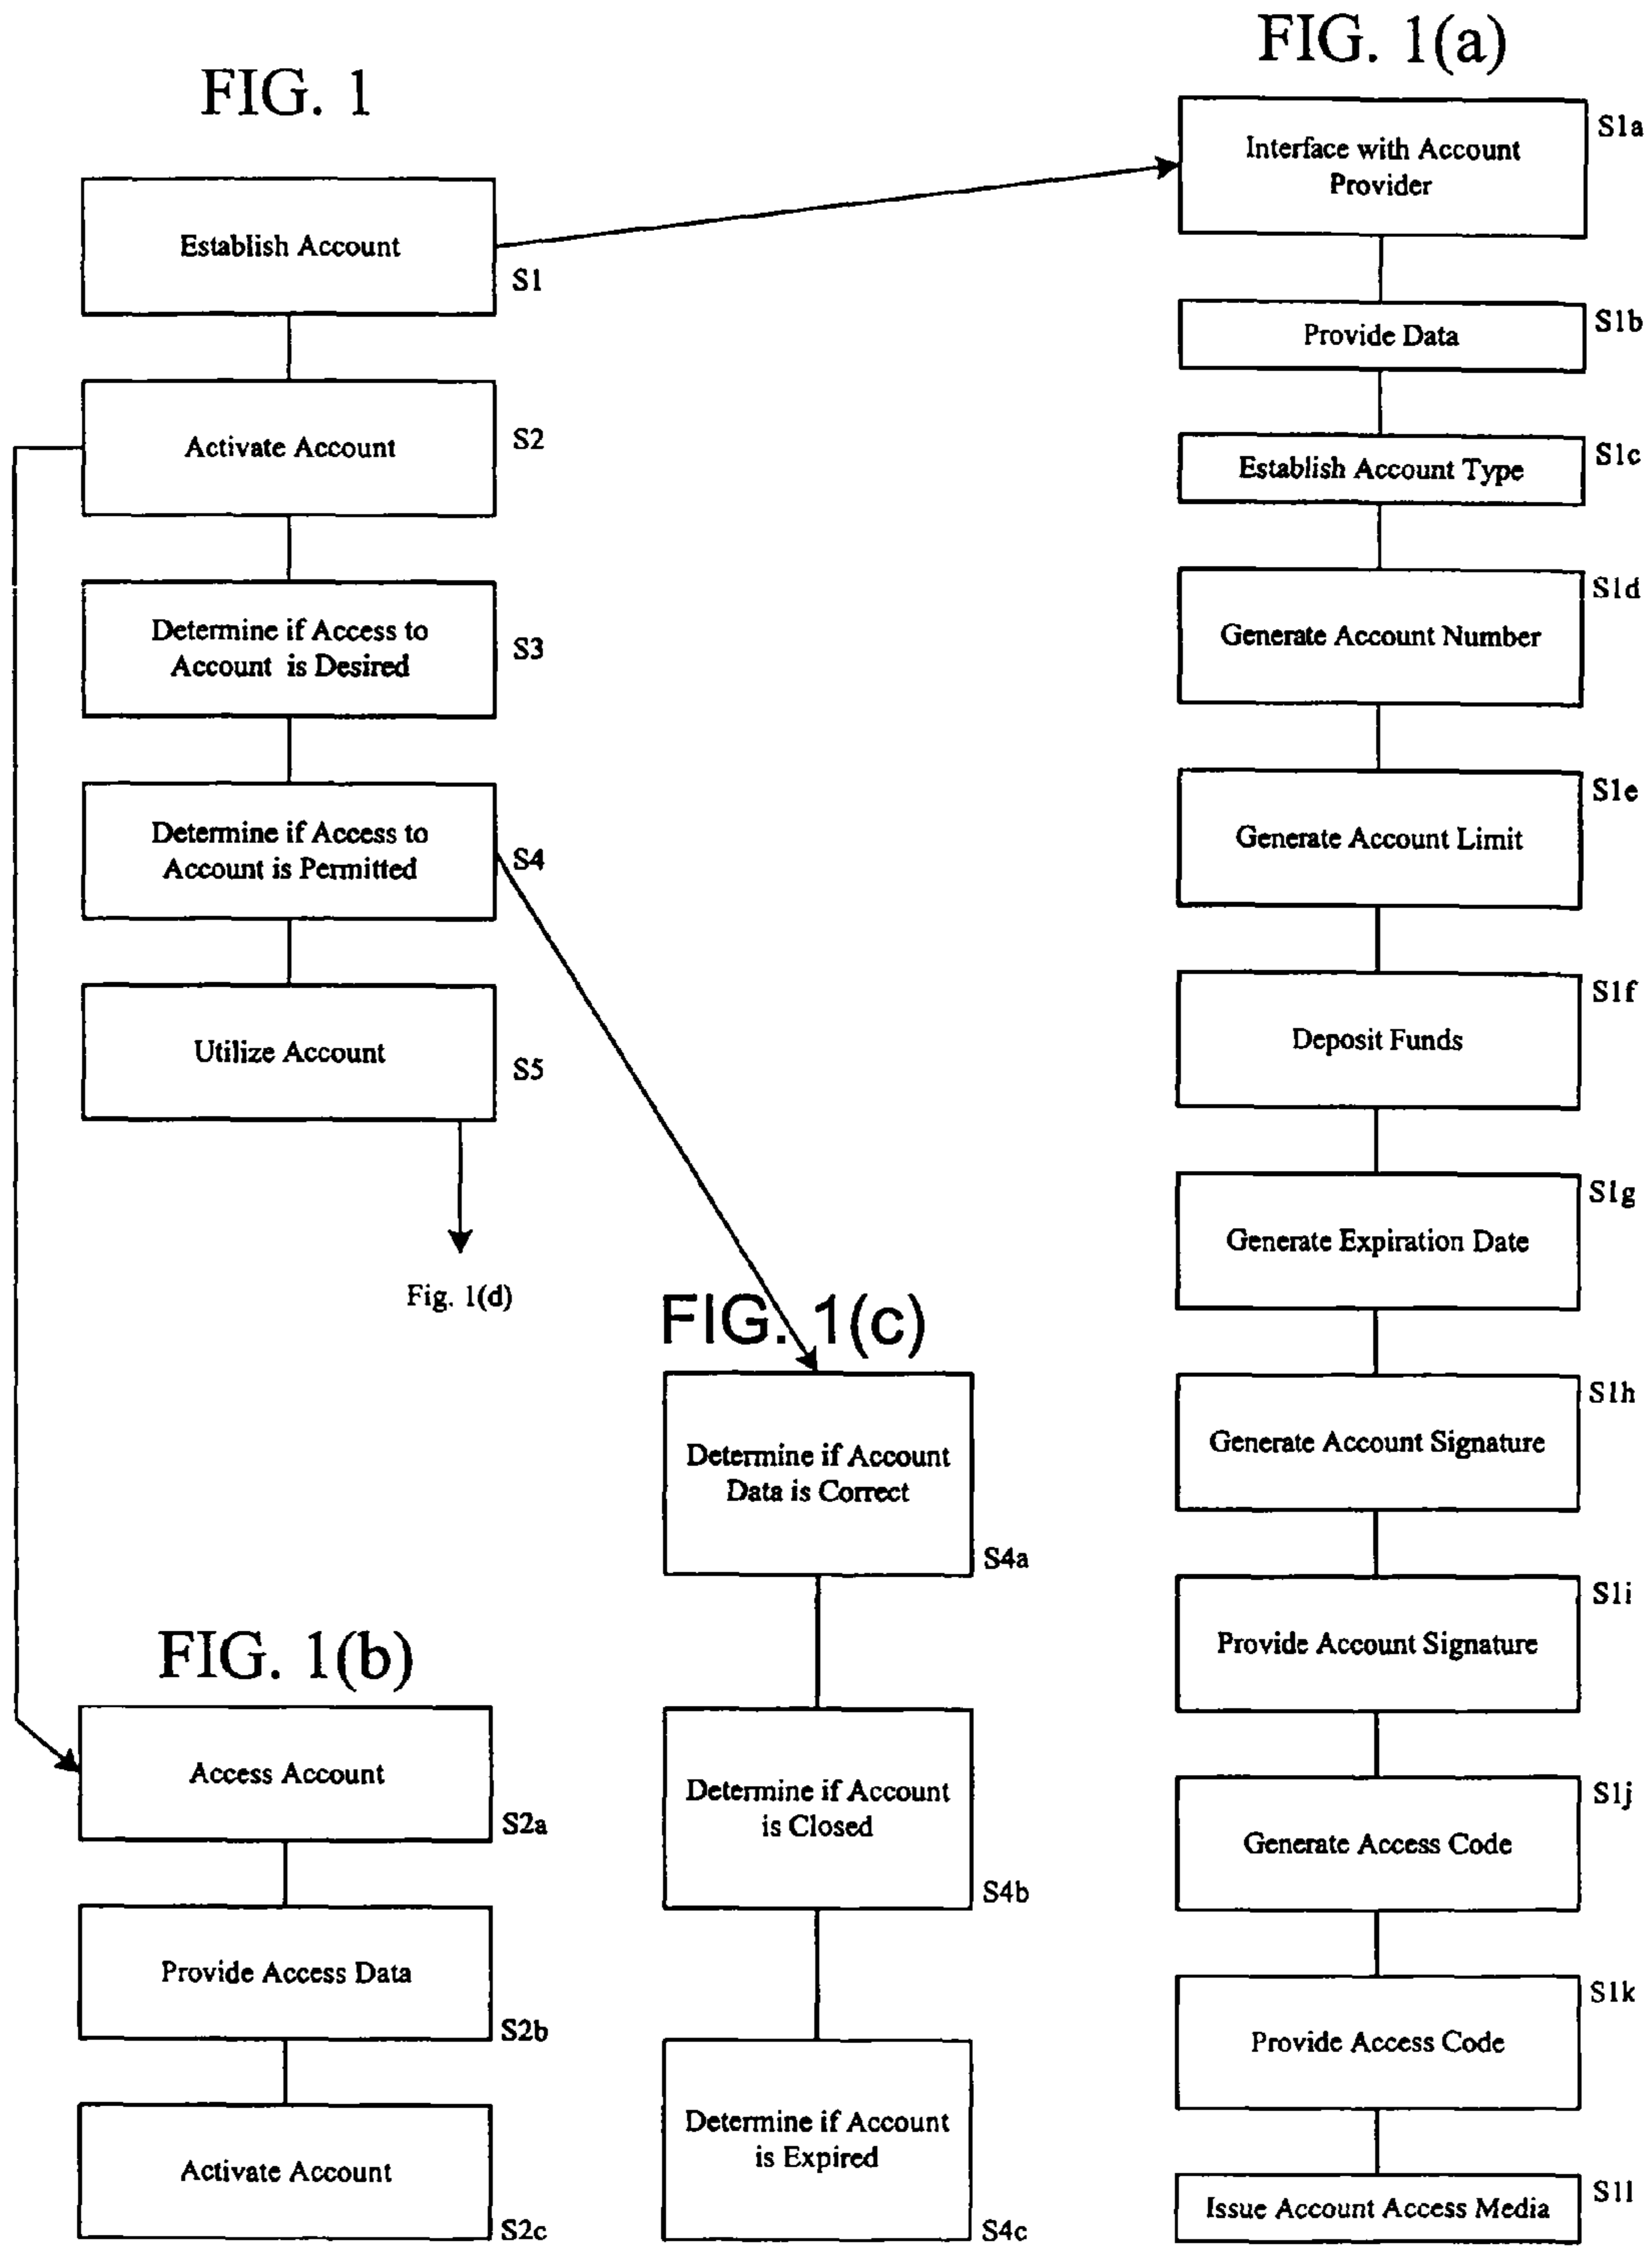 FIG. 1
Establish Account
S1
Activate Account
S2
Determine if Access to
Account is Desired
S3
Determine if Access to
Account is Permitted
S4
Utilize Account
S5
Fig. 1(d)
FIG. 1(a)
Interface with Account
Provider
S1a
Provide Data
S1b
Establish Account Type
S1c
Generate Account Number
S1d
Generate Account Limit
S1e
Deposit Funds
S1f
Generate Expiration Date
S1g
Generate Account Signature
S1h
Provide Account Signature
S1i
Generate Access Code
S1j
Provide Access Code
S1k
Issue Account Access Media
S1l
FIG. 1(b)
Access Account
S2a
Provide Access Data
S2b
Activate Account
S2c
FIG. 1(c)
Determine if Account
Data is Correct
S4a
Determine if Account
is Closed
S4b
Determine if Account
is Expired
S4c